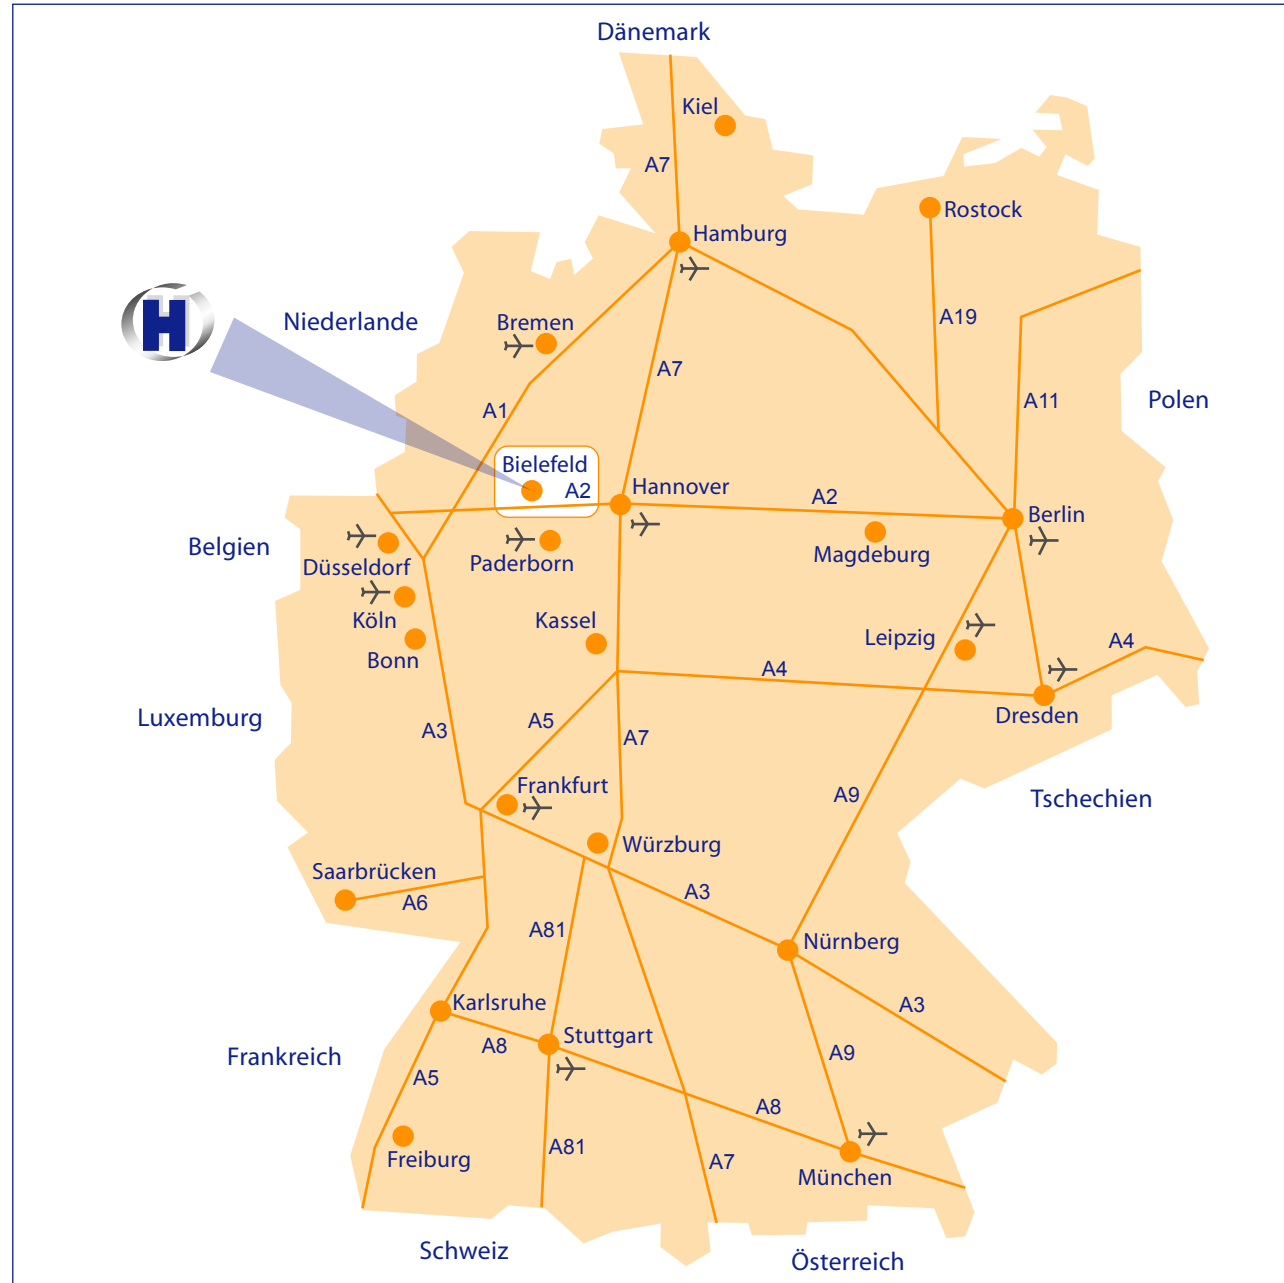 Dänemark
Kiel
A7
Rostock
Hamburg
Niederlande
Bremen
A19
A7
A11
Polen
A1
Bielefeld
A2
Hannover
A2
Berlin
Belgien
Düsseldorf
Paderborn
Magdeburg
Köln
Kassel
Leipzig
Bonn
A4
A4
Luxemburg
A3
A5
A7
Dresden
Frankfurt
A9
Tschechien
Würzburg
Saarbrücken
A6
A3
A81
Nürnberg
Karlsruhe
A3
Stuttgart
A8
A9
Frankreich
A5
A8
Freiburg
A81
A7
München
Schweiz
Österreich
H